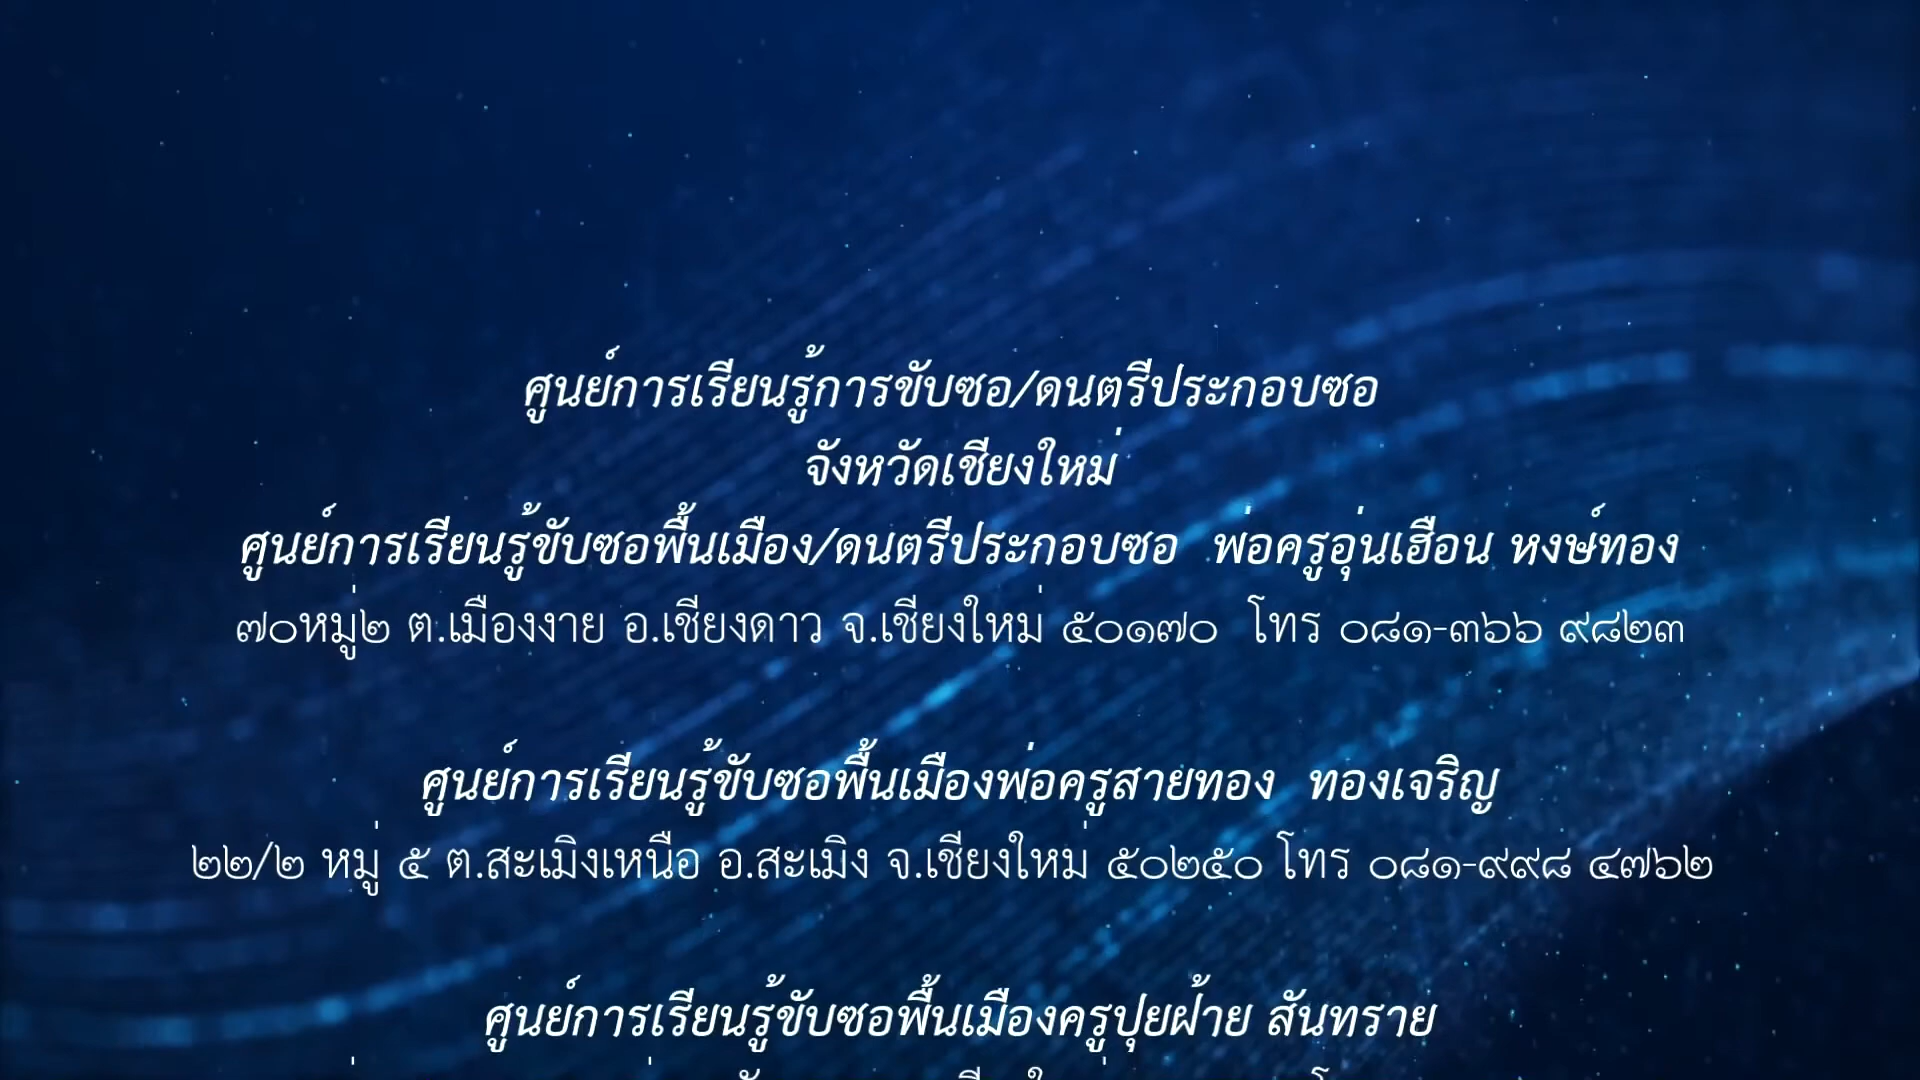 ศูนย์การเรียนรู้การขับซอ/ดนตรีประกอบซอ
จังหวัดเชียงใหม่
ศูนย์การเรียนรู้ขับซอพื้นเมือง/ดนตรีประกอบซอ พ่อครูอุ่นเฮือน หงษ์ทอง
๗๐หมู่๒ ต.เมืองงาย อ.เชียงดาว จ.เชียงใหม่ ๕๐๑๗๐ โทร ๐๘๑-๓๖๖ ๙๘๒๓
ศูนย์การเรียนรู้ขับซอพื้นเมืองพ่อครูสายทอง ทองเจริญ
๒๒/๒ หมู่ ๕ ต.สะเมิงเหนือ อ.สะเมิง จ.เชียงใหม่ ๕๐๒๕๐ โทร ๐๘๑-๙๙๘ ๔๗๖๒
ศูนย์การเรียนรู้ขับซอพื้นเมืองครูปุยฝ้าย สันทราย